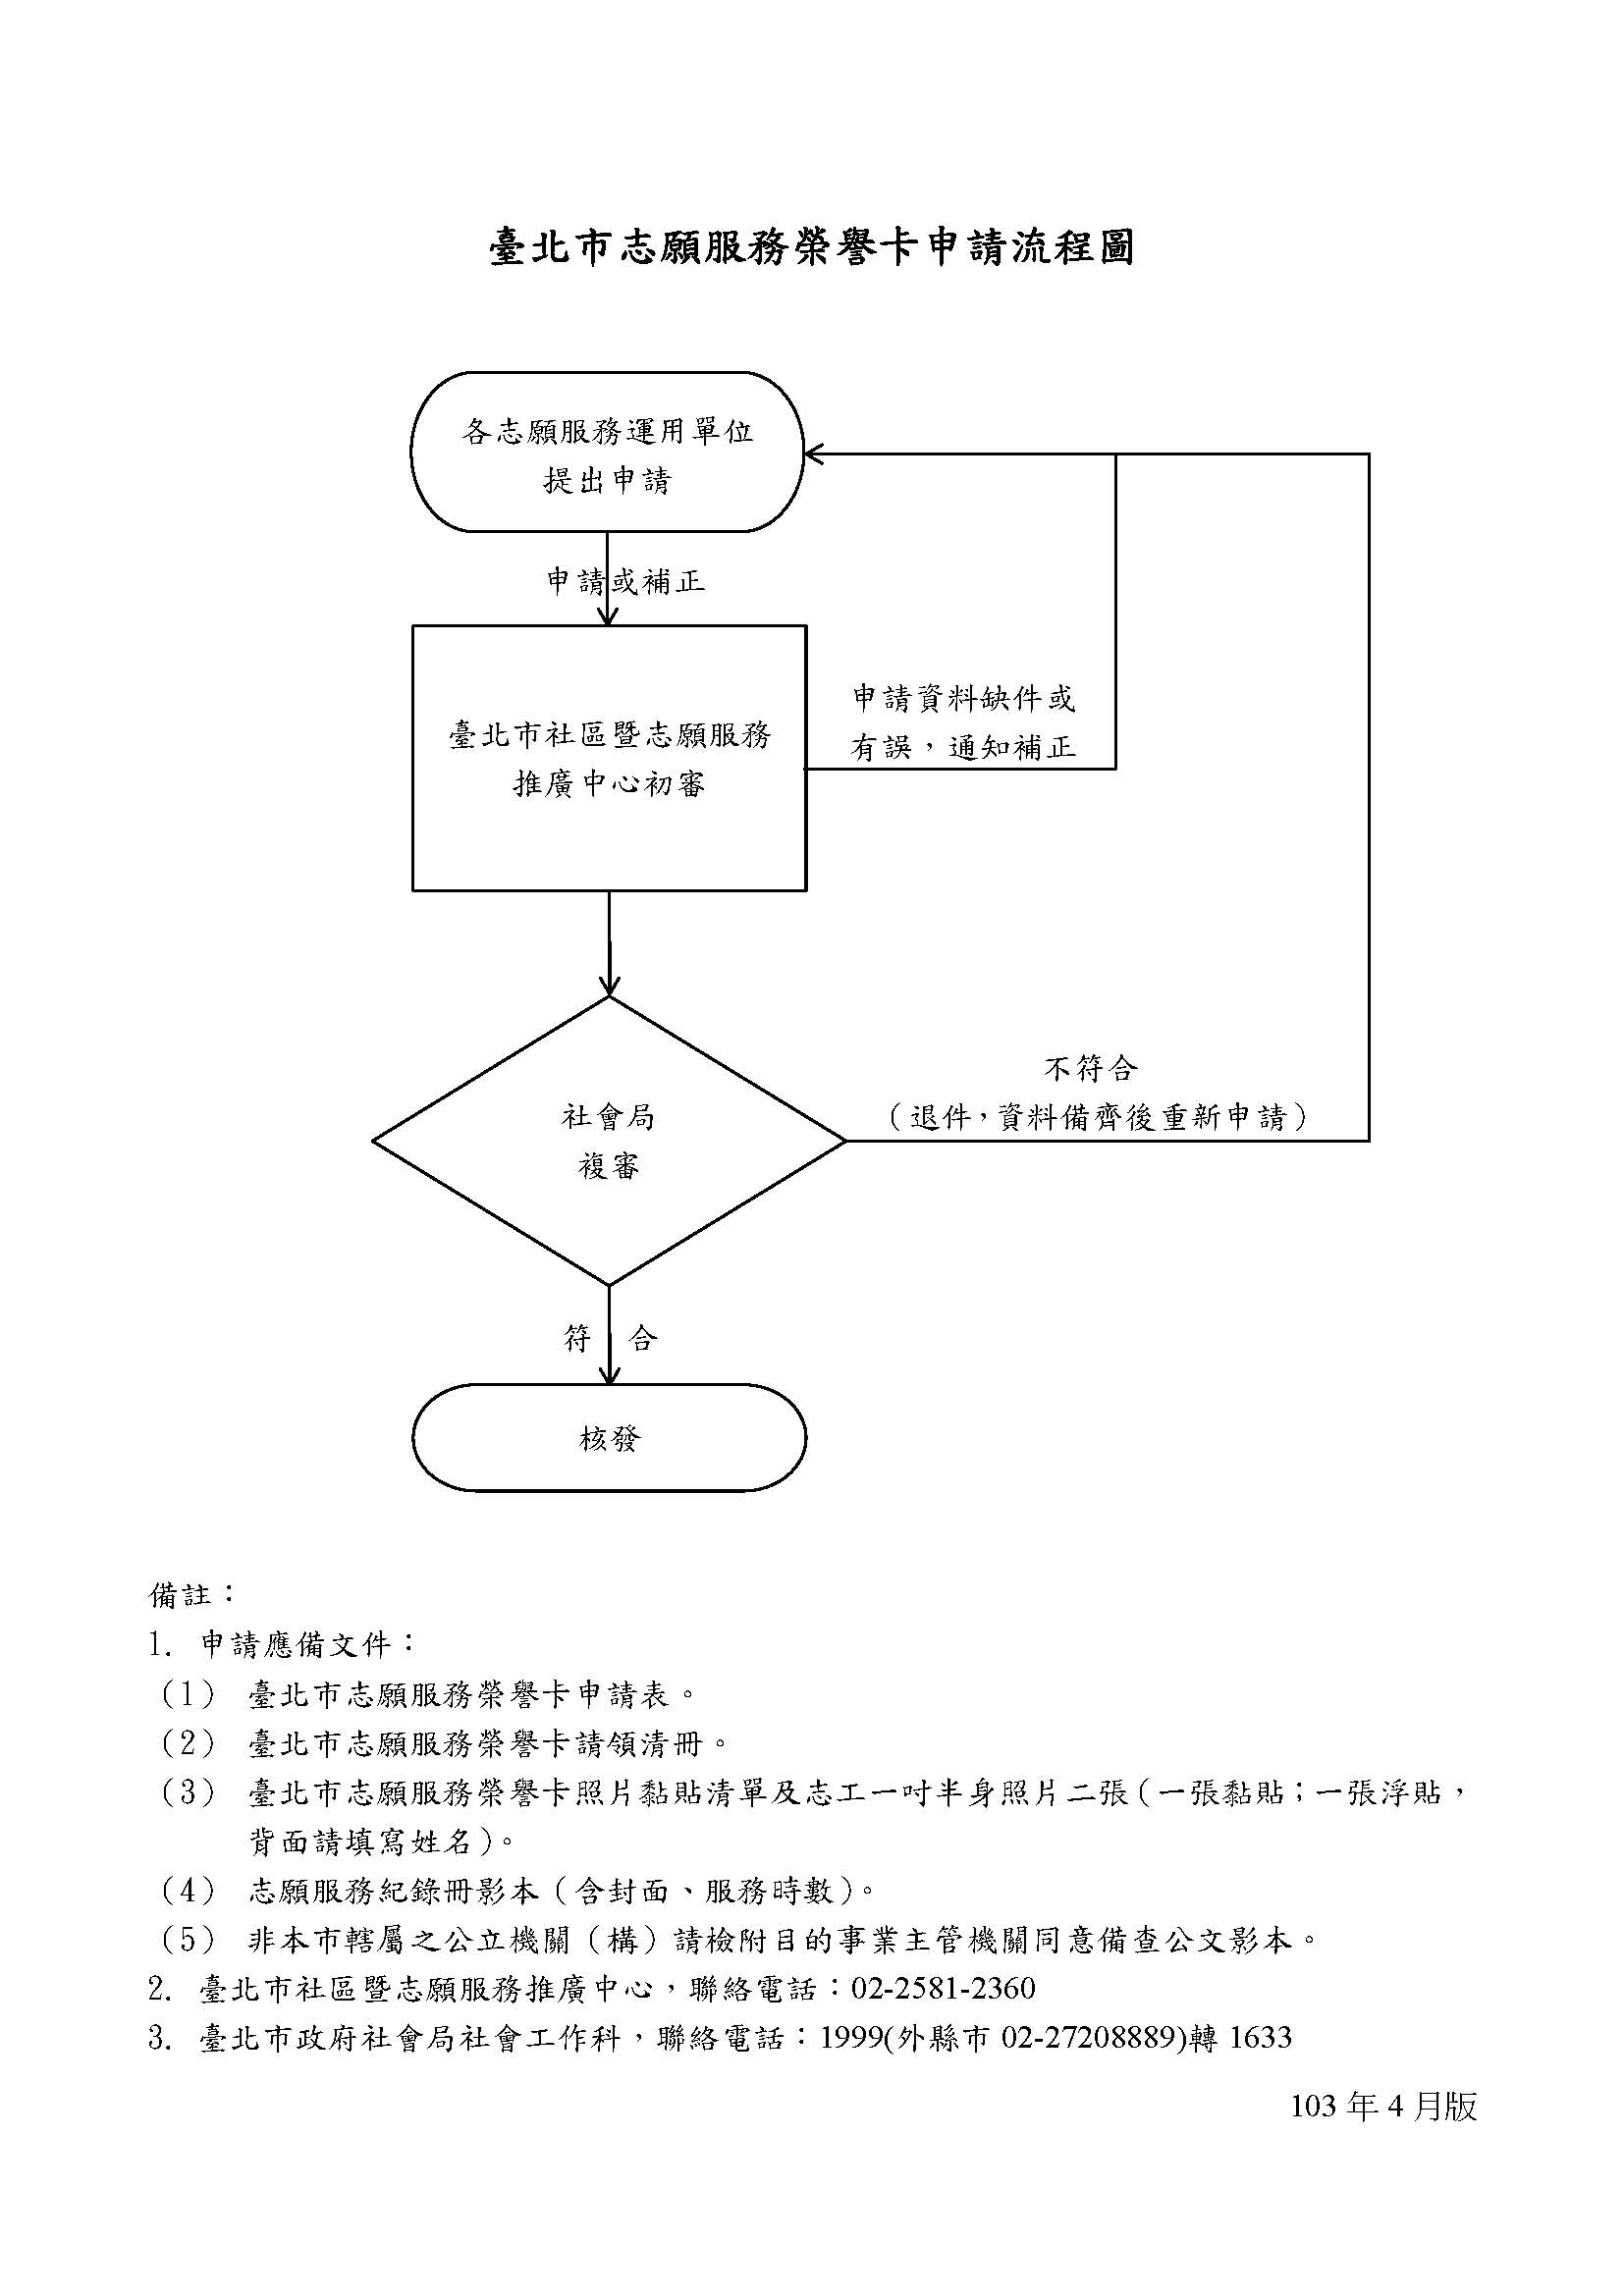 臺北市志願服務榮譽卡申請流程圖
各志願服務運用單位
提出申請
申請或補正
臺北市社區暨志願服務
推廣中心初審
申請資料缺件或
有誤，通知補正
社會局
複審
不符合
（退件，資料備齊後重新申請）
符 合
核發
備註：
1. 申請應備文件：
（1） 臺北市志願服務榮譽卡申請表。
（2） 臺北市志願服務榮譽卡請領清冊。
（3） 臺北市志願服務榮譽卡照片黏貼清單及志工一吋半身照片二張（一張黏貼；一張浮貼，
背面請填寫姓名）。
（4） 志願服務紀錄冊影本（含封面、服務時數）。
（5） 非本市轄屬之公立機關（構）請檢附目的事業主管機關同意備查公文影本。
2. 臺北市社區暨志願服務推廣中心，聯絡電話：02-2581-2360
3. 臺北市政府社會局社會工作科，聯絡電話：1999(外縣市 02-27208889)轉 1633
103 年 4 月版